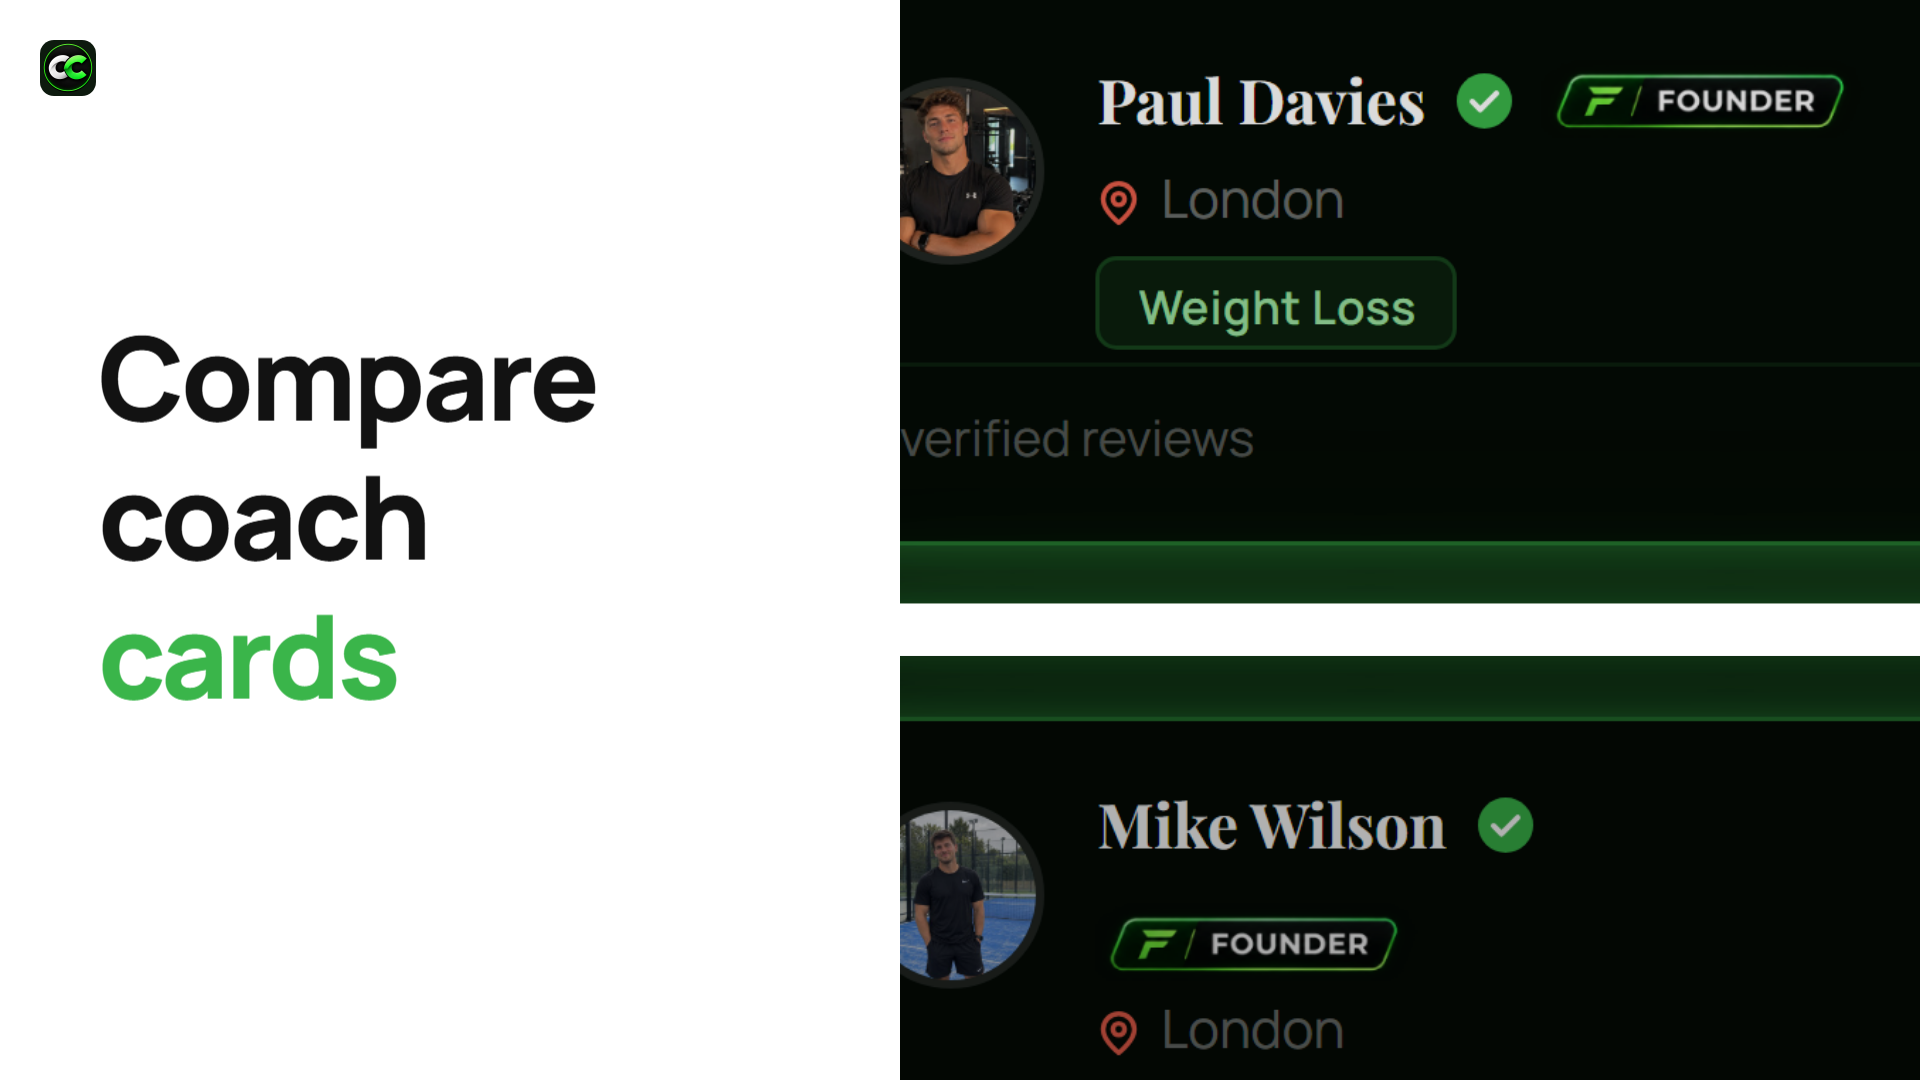 CC
Compare
coach
cards
Paul Davies
F / FOUNDER
London
Weight Loss
verified reviews
Mike Wilson
F / FOUNDER
London